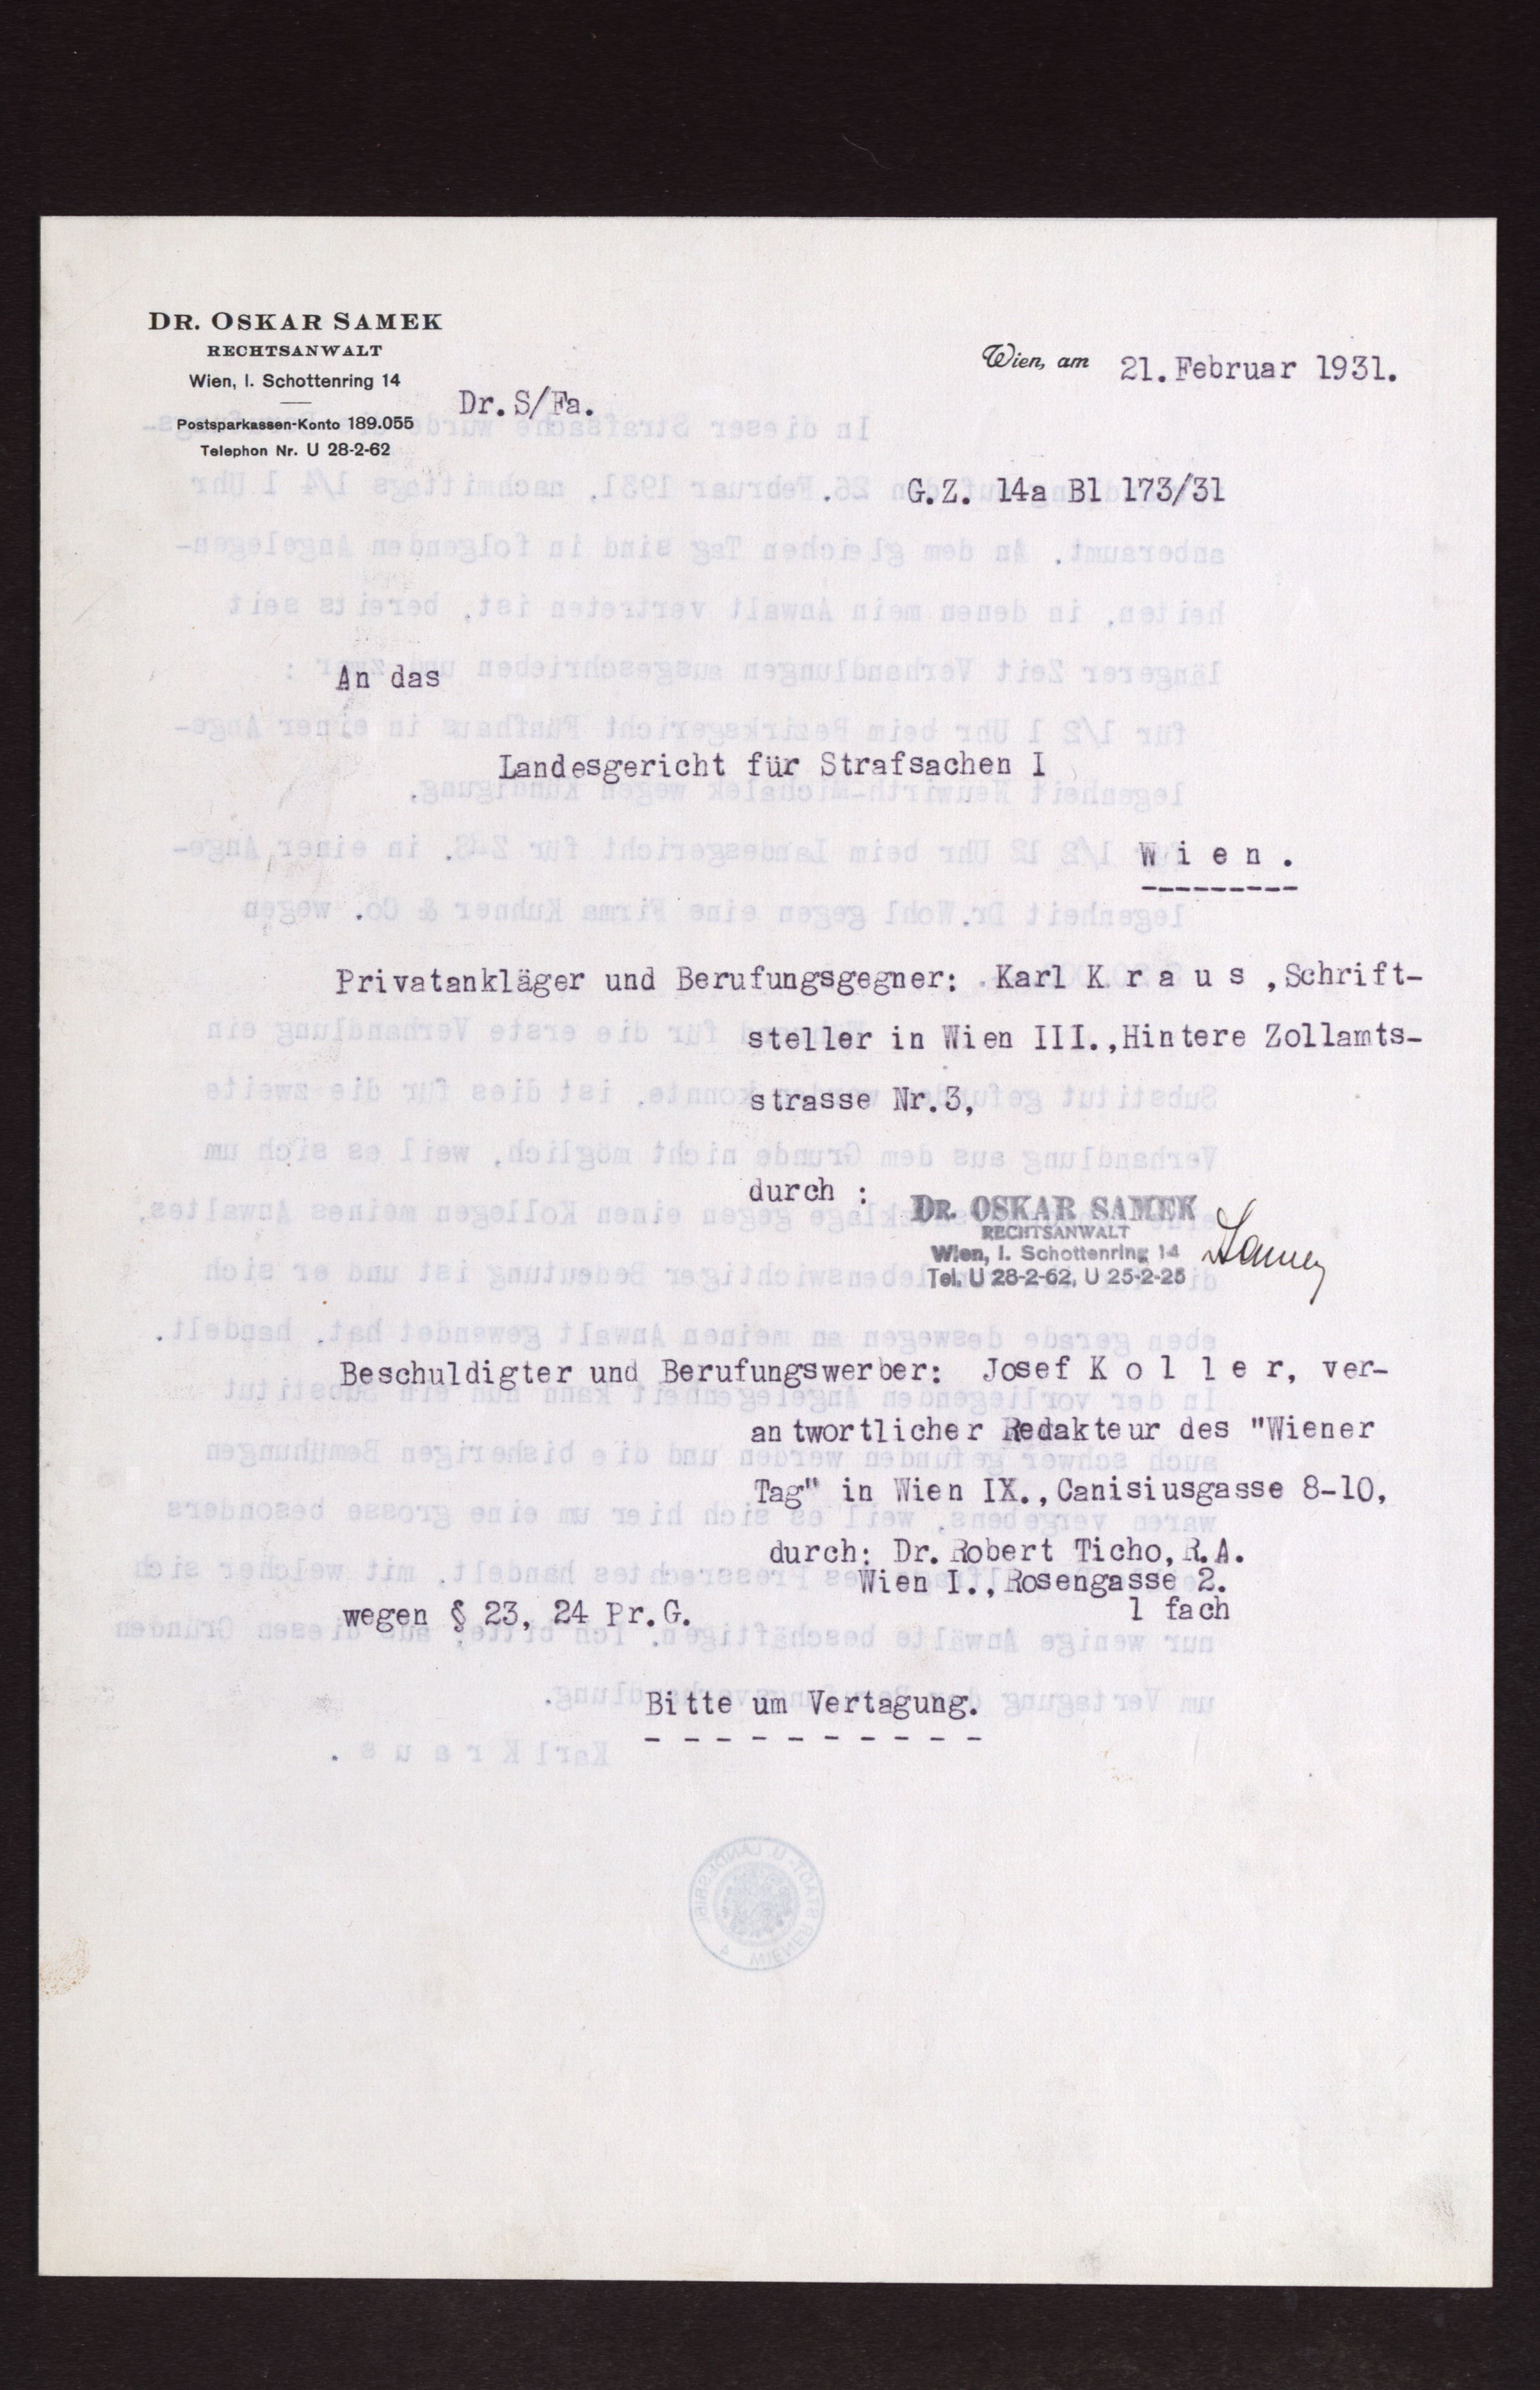 DR. OSKAR SAMEK
RECHTSANWALT
Wien, I. Schottenring 14
Postsparkassen-Konto 189.055
Telephon Nr. U 28-2-62
Dr.S/Fa.
Wien, am 21.Februar 1931.
G.Z. 14a Bl 173/31
An das
Landesgericht für Strafsachen I
W i e n .
Privatankläger und Berufungsgegner: Karl K r a u s ,Schrift-
steller in Wien III.,Hintere Zollamts-
strasse Nr.3,
durch :
DR. OSKAR SAMEK
RECHTSANWALT
Wien, I. Schottenring 14
Tel. U 28-2-62, U 25-2-25
Samek
Beschuldigter und Berufungswerber: Josef K o l l e r, ver-
antwortlicher Redakteur des "Wiener
Tag" in Wien IX.,Canisiusgasse 8-10,
durch: Dr.Robert Ticho,R.A.
Wien I.,Rosengasse 2.
wegen § 23, 24 Pr.G.
1 fach
Bitte um Vertagung.